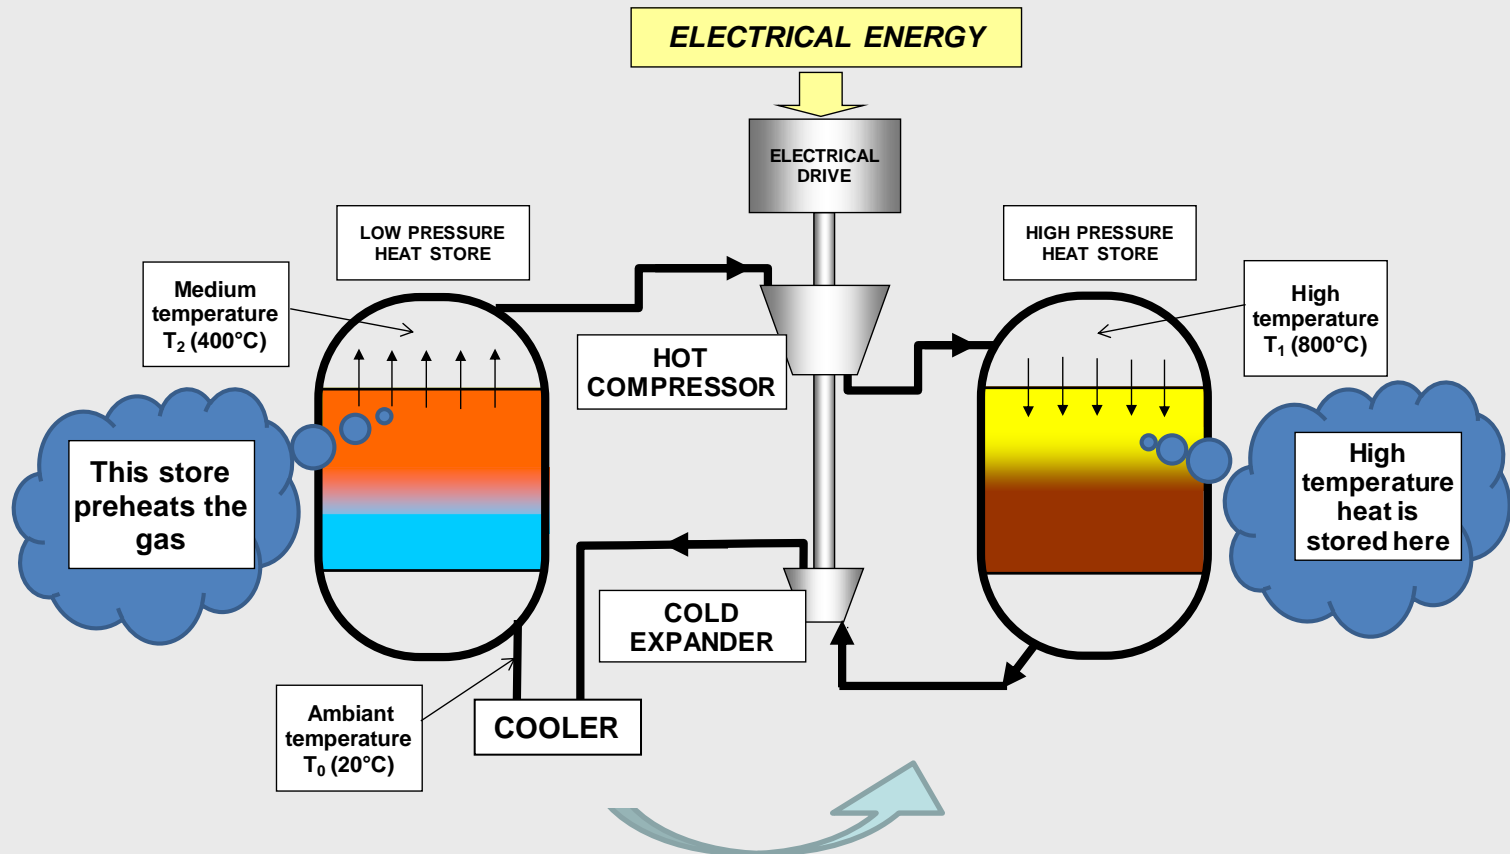 ELECTRICAL ENERGY
ELECTRICAL
DRIVE
LOW PRESSURE
HEAT STORE
HIGH PRESSURE
HEAT STORE
Medium
temperature
T₂ (400°C)
High
temperature
T₁ (800°C)
HOT
COMPRESSOR
This store
preheats the
gas
High
temperature
heat is
stored here
COLD
EXPANDER
Ambiant
temperature
T₀ (20°C)
COOLER